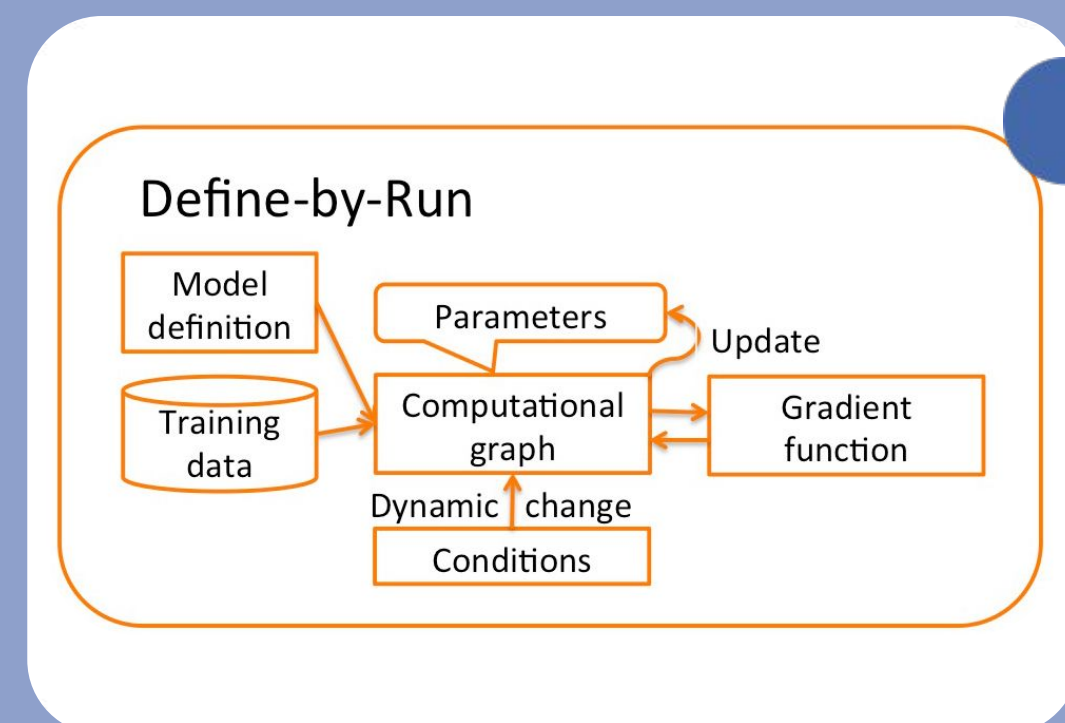 Define-by-Run
Model
definition
Parameters
Update
Training
data
Computational
graph
Gradient
function
Dynamic change
Conditions